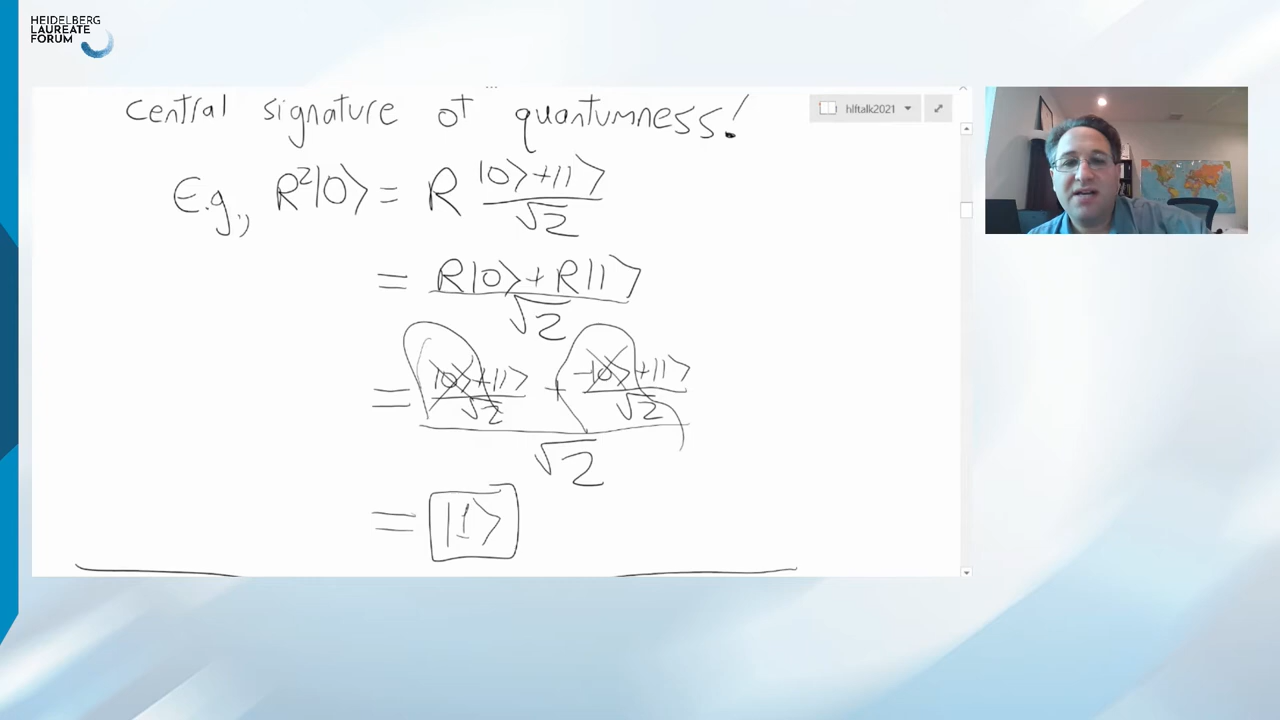 HEIDELBERG
LAUREATE
FORUM
central signature of quantumness!
hlftalk2021
E.g., R²|0⟩ = R (|0⟩+|1⟩)/√2
= (R|0⟩+R|1⟩)/√2
= ((|0⟩+|1⟩)/√2 + (-|0⟩+|1⟩)/√2)/√2
= |1⟩